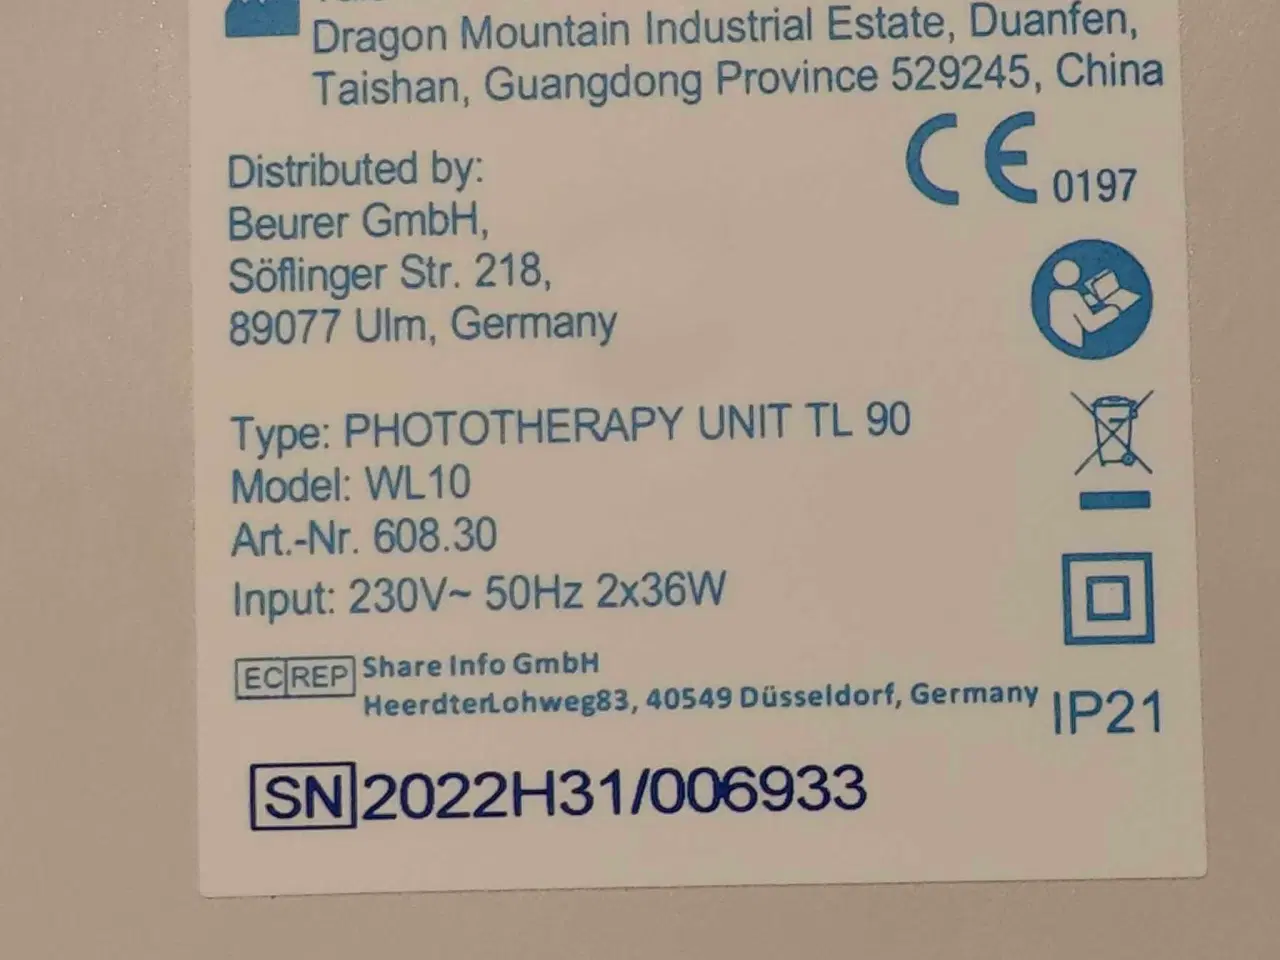 Dragon Mountain Industrial Estate, Duanfen,
Taishan, Guangdong Province 529245, China
CE 0197
Distributed by:
Beurer GmbH,
Söflinger Str. 218,
89077 Ulm, Germany
Type: PHOTOTHERAPY UNIT TL 90
Model: WL10
Art.-Nr. 608.30
Input: 230V~ 50Hz 2x36W
EC REP Share Info GmbH
HeerdterLohweg83, 40549 Düsseldorf, Germany
IP21
SN 2022H31/006933